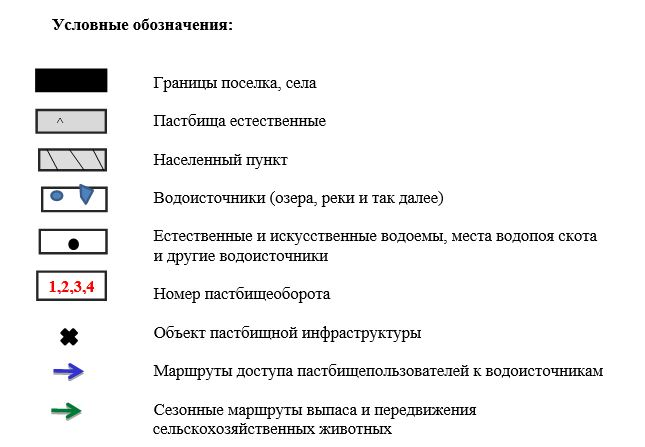 Условные обозначения:
Границы поселка, села
^ Пастбища естественные
Населенный пункт
Водоисточники (озера, реки и так далее)
Естественные и искусственные водоемы, места водопоя скота
и другие водоисточники
1,2,3,4
Номер пастбищеоборота
Объект пастбищной инфраструктуры
Маршруты доступа пастбищепользователей к водоисточникам
Сезонные маршруты выпаса и передвижения
сельскохозяйственных животных